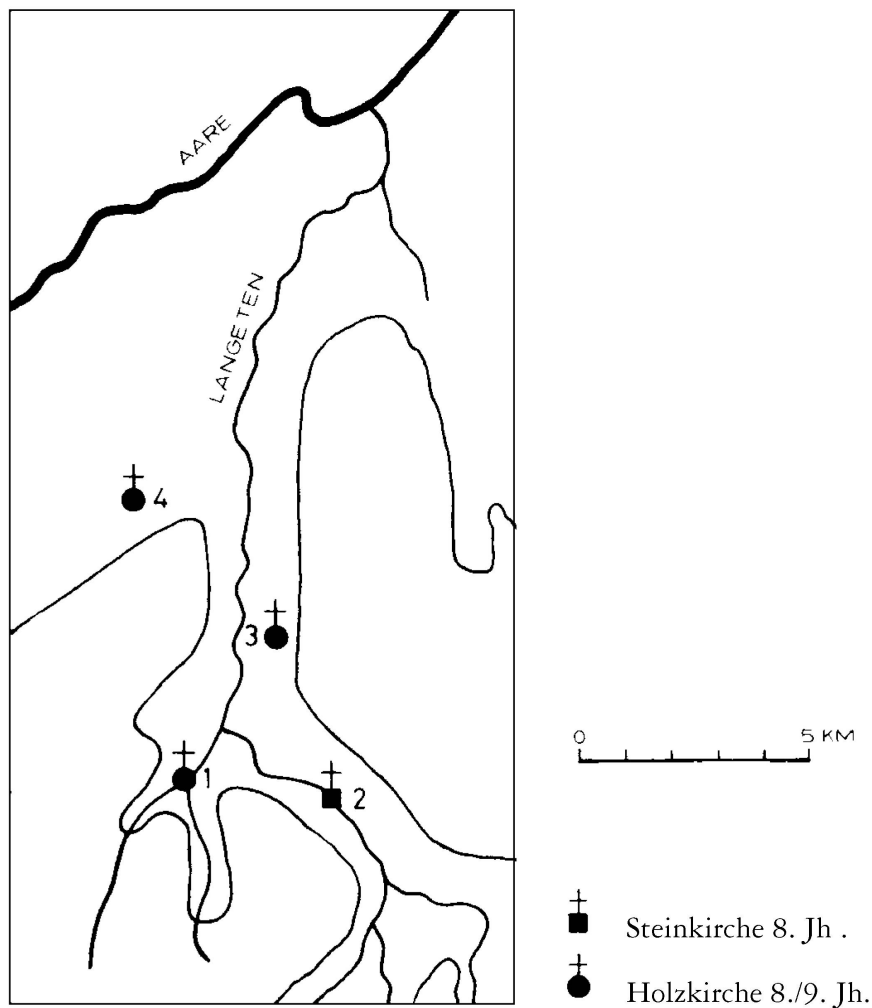 AARE
LANGETEN
4
3
1
2
0 5 KM
Steinkirche 8. Jh .
Holzkirche 8./9. Jh.